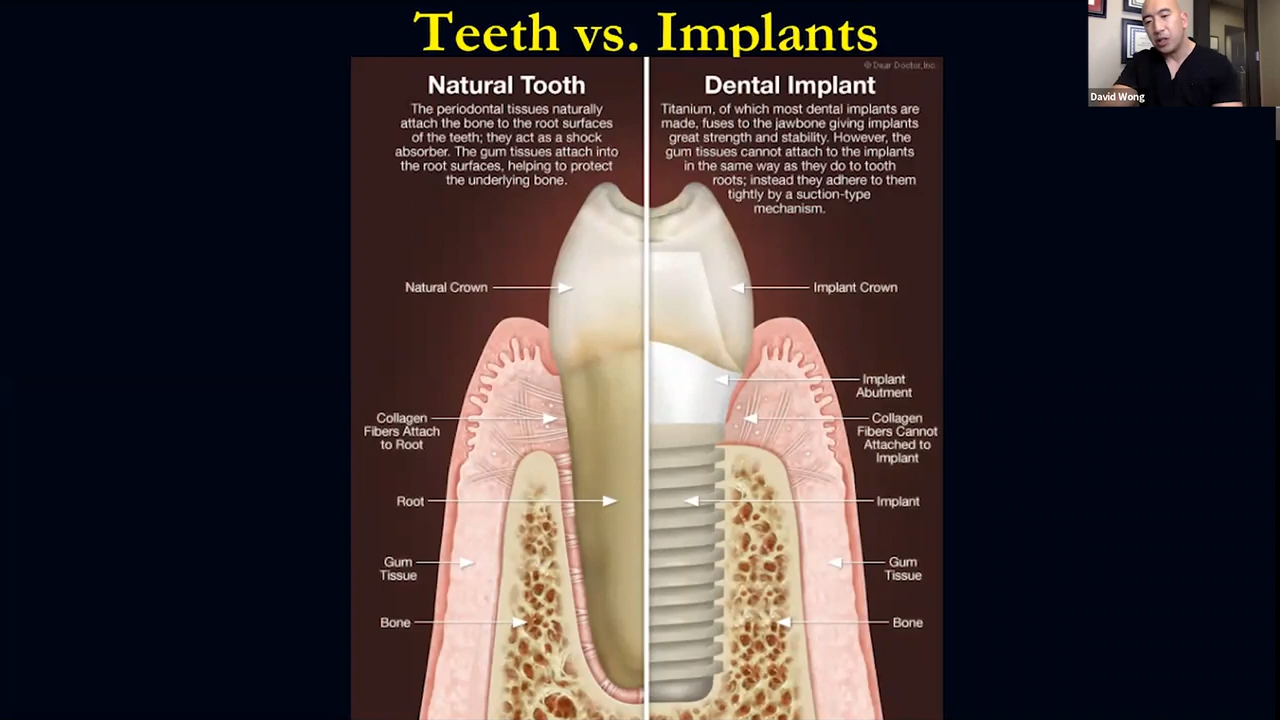 Teeth vs. Implants
David Wong
© Dear Doctor, Inc.
Natural Tooth
The periodontal tissues naturally
attach the bone to the root surfaces
of the teeth; they act as a shock
absorber. The gum tissues attach into
the root surfaces, helping to protect
the underlying bone.
Dental Implant
Titanium, of which most dental implants are
made, fuses to the jawbone giving implants
great strength and stability. However, the
gum tissues cannot attach to the implants
in the same way as they do to tooth
roots; instead they adhere to them
tightly by a suction-type
mechanism.
Natural Crown
Collagen
Fibers Attach
to Root
Root
Gum
Tissue
Bone
Implant Crown
Implant
Abutment
Collagen
Fibers Cannot
Attached to
Implant
Implant
Gum
Tissue
Bone